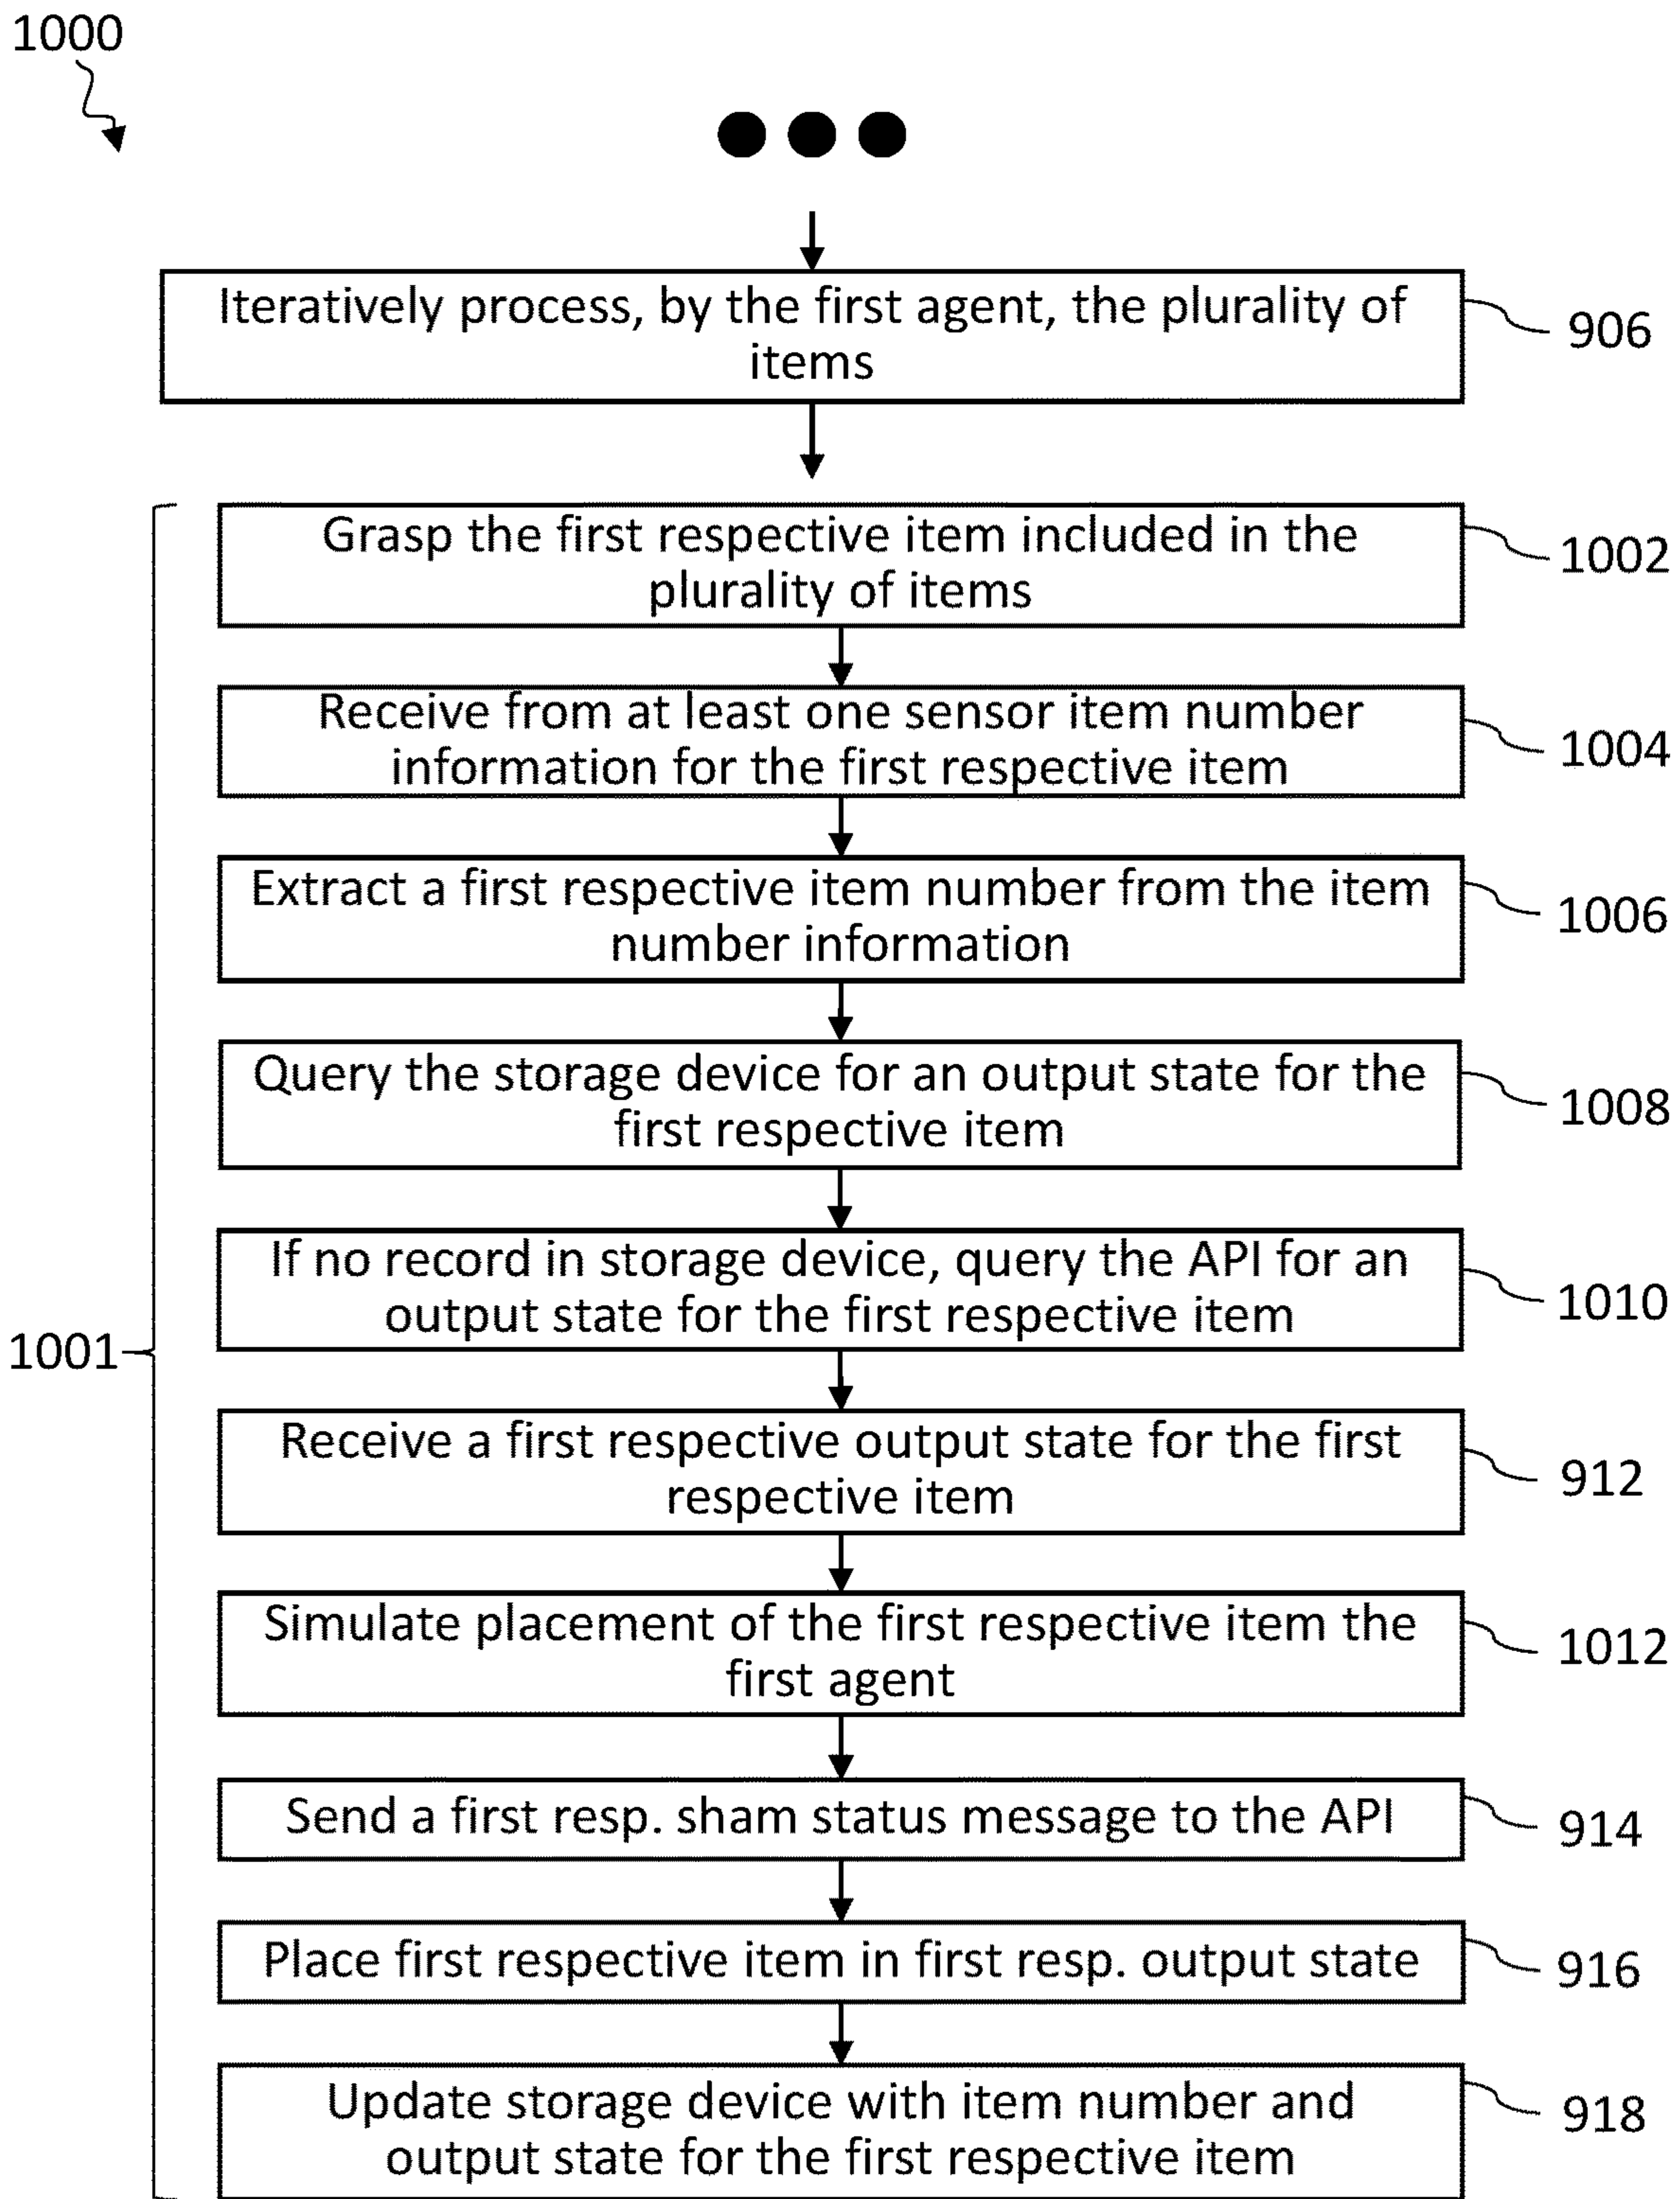 1000
Iteratively process, by the first agent, the plurality of
items
906
Grasp the first respective item included in the
plurality of items
1002
Receive from at least one sensor item number
information for the first respective item
1004
Extract a first respective item number from the item
number information
1006
Query the storage device for an output state for the
first respective item
1008
If no record in storage device, query the API for an
output state for the first respective item
1010
1001
Receive a first respective output state for the first
respective item
912
Simulate placement of the first respective item the
first agent
1012
Send a first resp. sham status message to the API
914
Place first respective item in first resp. output state
916
Update storage device with item number and
output state for the first respective item
918